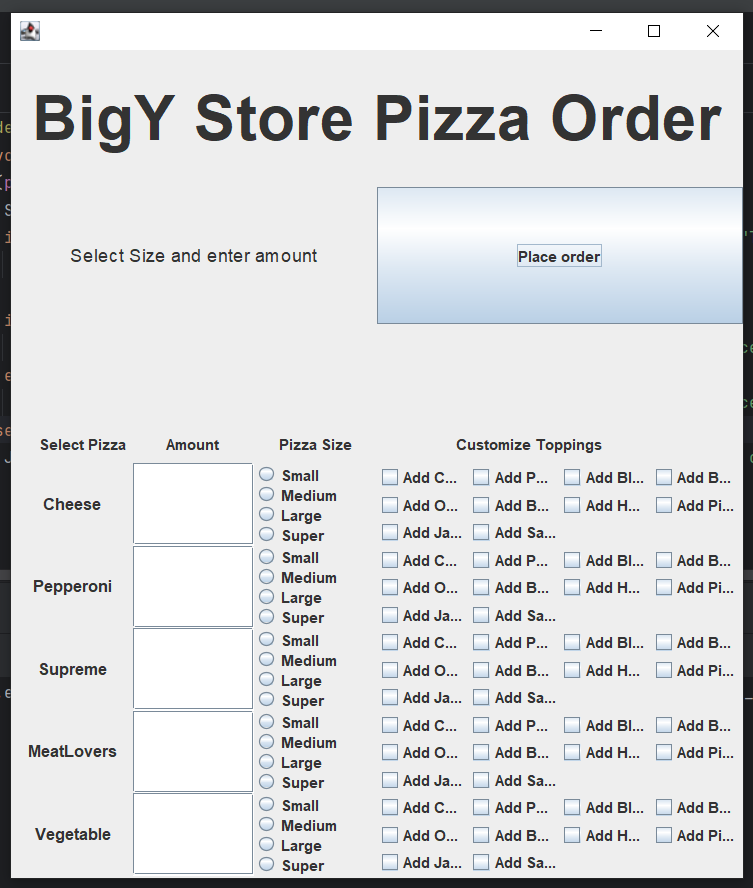 BigY Store Pizza Order
Select Size and enter amount
Place order
Select Pizza Amount Pizza Size Customize Toppings
Cheese
Small
Medium
Large
Super
Add C... Add P... Add Bl... Add B...
Add O... Add B... Add H... Add Pi...
Add Ja... Add Sa...
Pepperoni
Small
Medium
Large
Super
Add C... Add P... Add Bl... Add B...
Add O... Add B... Add H... Add Pi...
Add Ja... Add Sa...
Supreme
Small
Medium
Large
Super
Add C... Add P... Add Bl... Add B...
Add O... Add B... Add H... Add Pi...
Add Ja... Add Sa...
MeatLovers
Small
Medium
Large
Super
Add C... Add P... Add Bl... Add B...
Add O... Add B... Add H... Add Pi...
Add Ja... Add Sa...
Vegetable
Small
Medium
Large
Super
Add C... Add P... Add Bl... Add B...
Add O... Add B... Add H... Add Pi...
Add Ja... Add Sa...